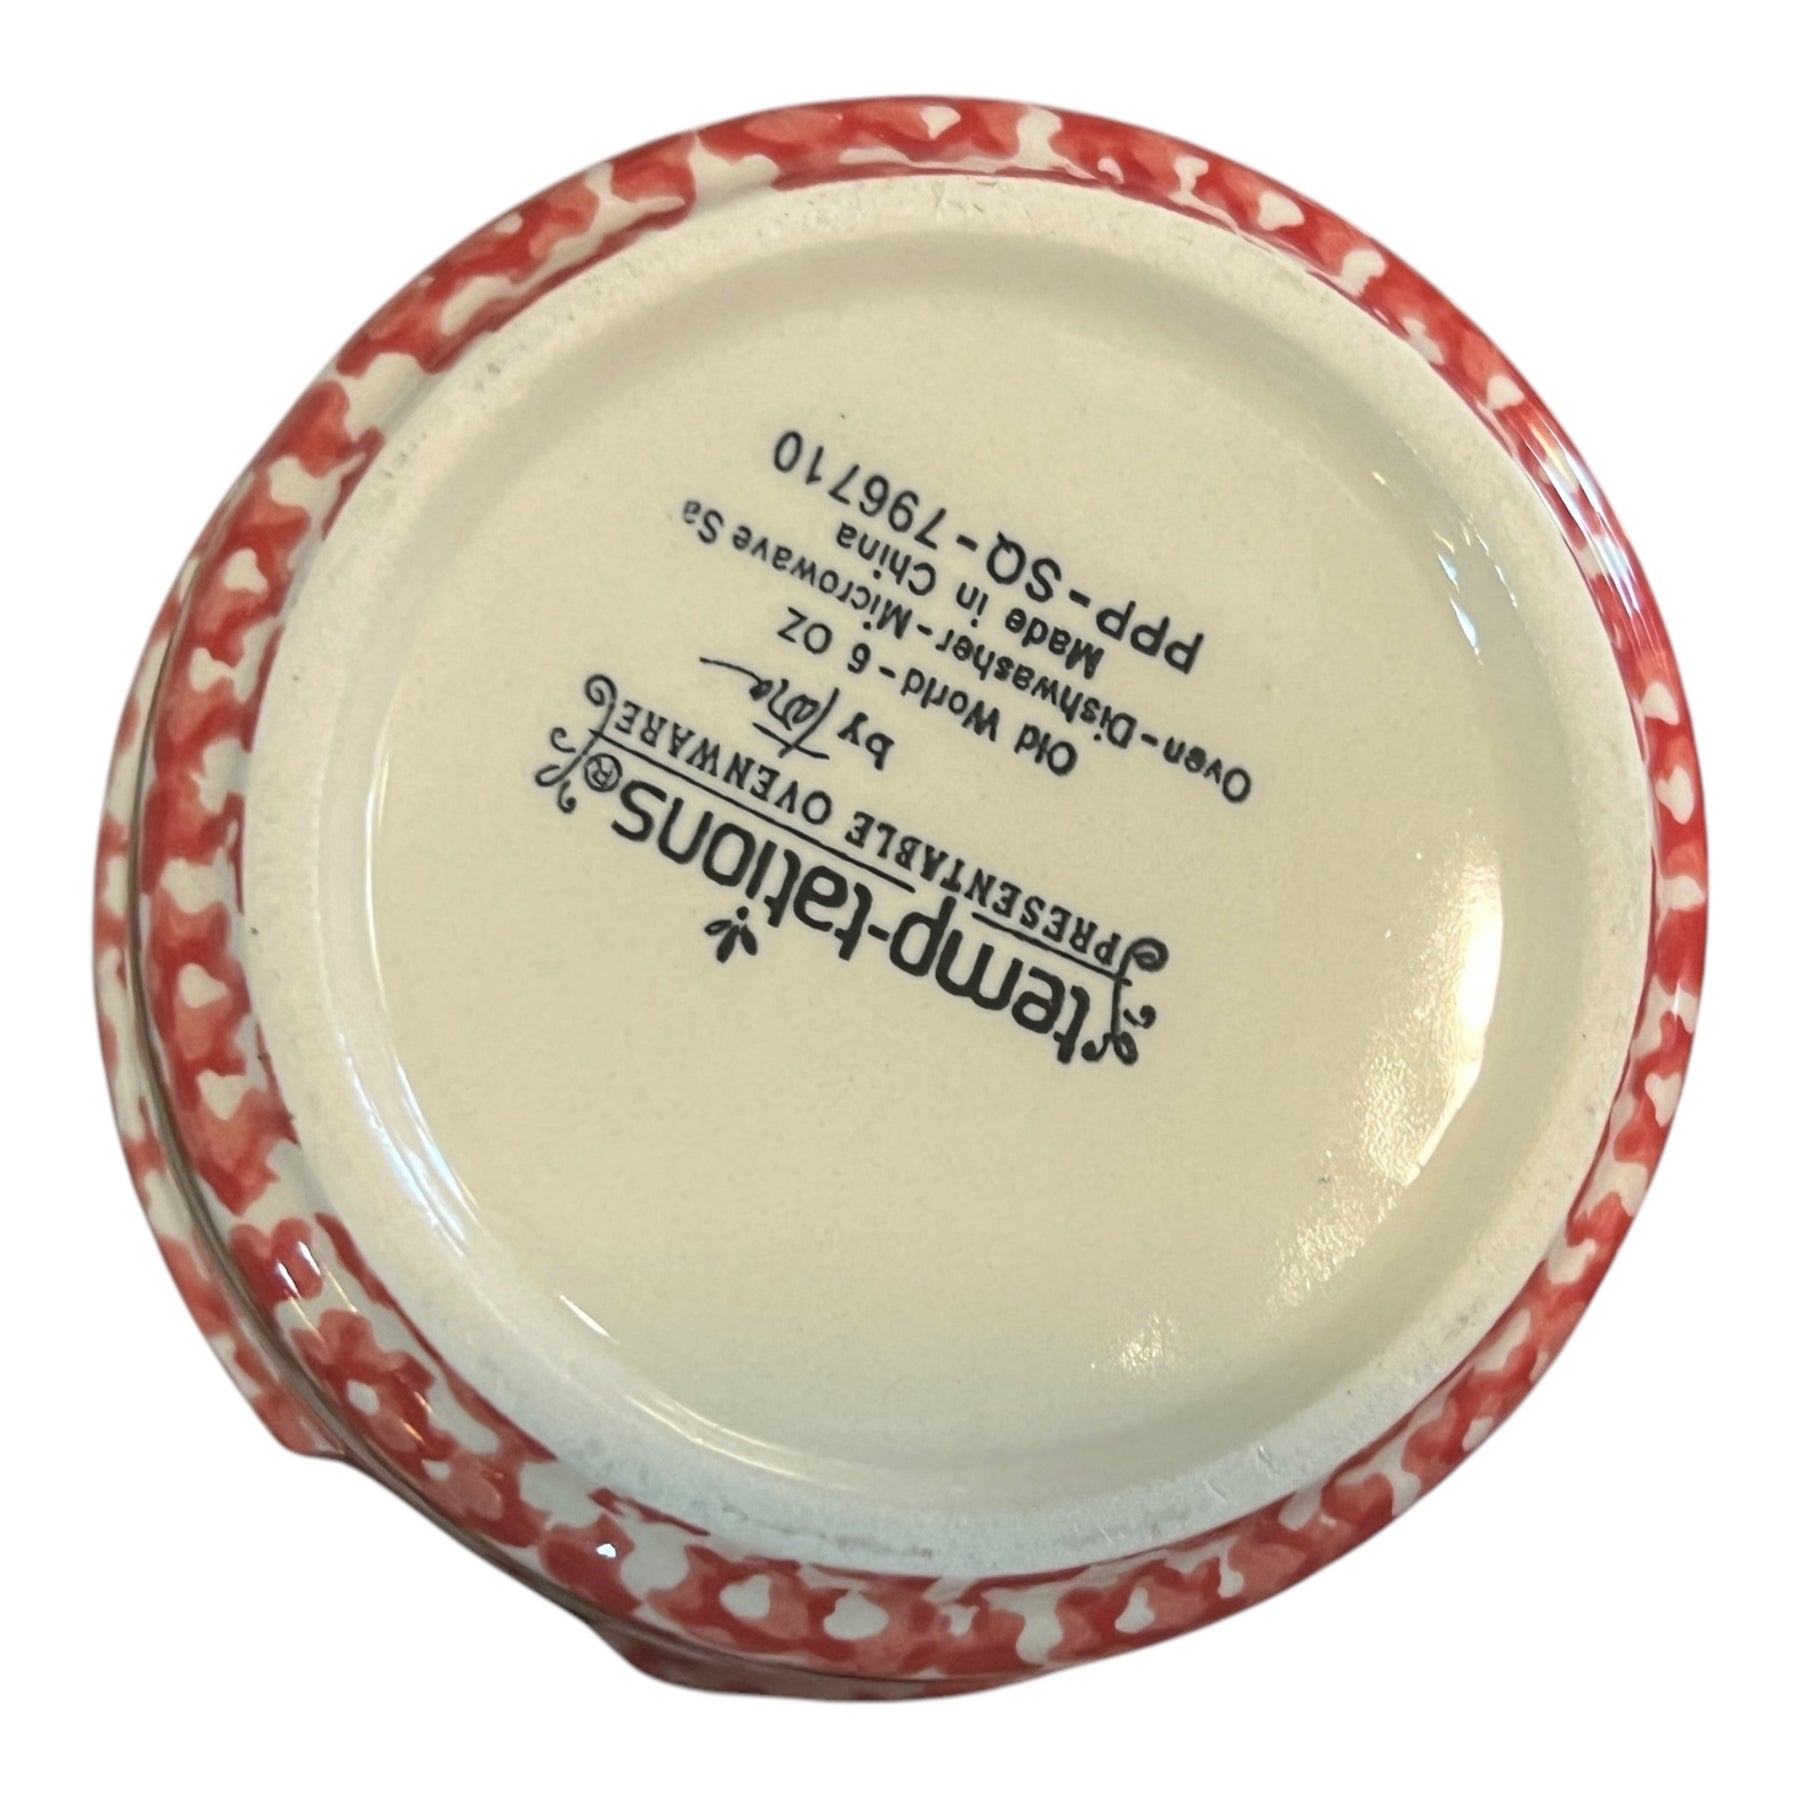 temp-tations®
PRESENTABLE OVENWARE
by Tara
Old World - 6 OZ
Oven-Dishwasher-Microwave Sa
Made in China
PPP-SQ-796710